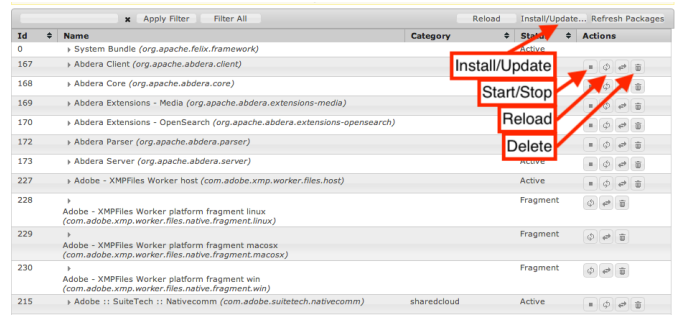 × Apply Filter Filter All Reload Install/Update... Refresh Packages
Id Name Category Status Actions
0 System Bundle (org.apache.felix.framework) Active
167 Abdera Client (org.apache.abdera.client)
Install/Update
168 Abdera Core (org.apache.abdera.core)
Start/Stop
169 Abdera Extensions - Media (org.apache.abdera.extensions-media)
Reload
170 Abdera Extensions - OpenSearch (org.apache.abdera.extensions-opensearch)
172 Abdera Parser (org.apache.abdera.parser)
Delete
173 Abdera Server (org.apache.abdera.server) Active
227 Adobe - XMPFiles Worker host (com.adobe.xmp.worker.files.host) Active
228 Fragment
Adobe - XMPFiles Worker platform fragment linux
(com.adobe.xmp.worker.files.native.fragment.linux)
229 Fragment
Adobe - XMPFiles Worker platform fragment macosx
(com.adobe.xmp.worker.files.native.fragment.macosx)
230 Fragment
Adobe - XMPFiles Worker platform fragment win
(com.adobe.xmp.worker.files.native.fragment.win)
215 Adobe :: SuiteTech :: Nativecomm (com.adobe.suitetech.nativecomm) sharedcloud Active